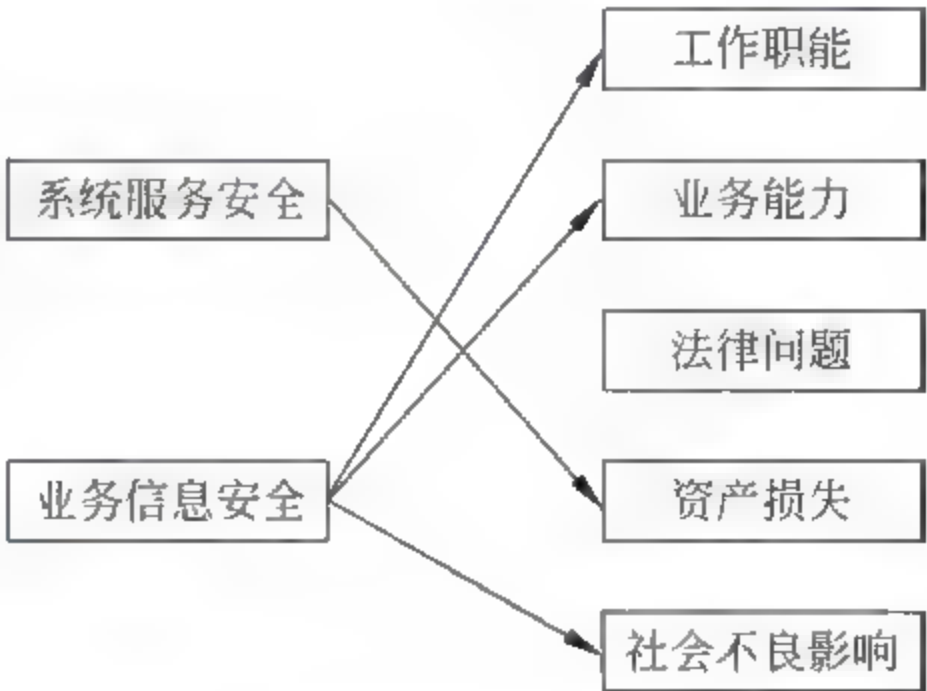 工作职能
系统服务安全
业务能力
法律问题
业务信息安全
资产损失
社会不良影响